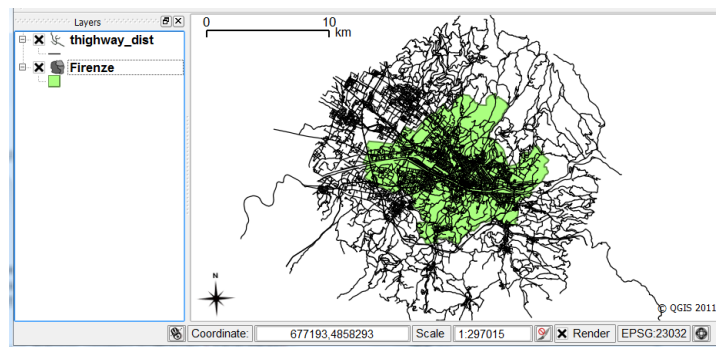 Layers
thighway_dist
Firenze
0 10
km
N
© QGIS 2011
Coordinate: 677193,4858293 Scale 1:297015 Render EPSG:23032